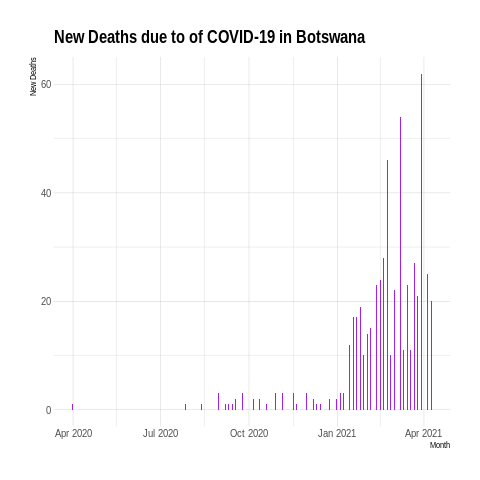 New Deaths due to of COVID-19 in Botswana
New Deaths
60
40
20
0
Apr 2020 Jul 2020 Oct 2020 Jan 2021 Apr 2021
Month